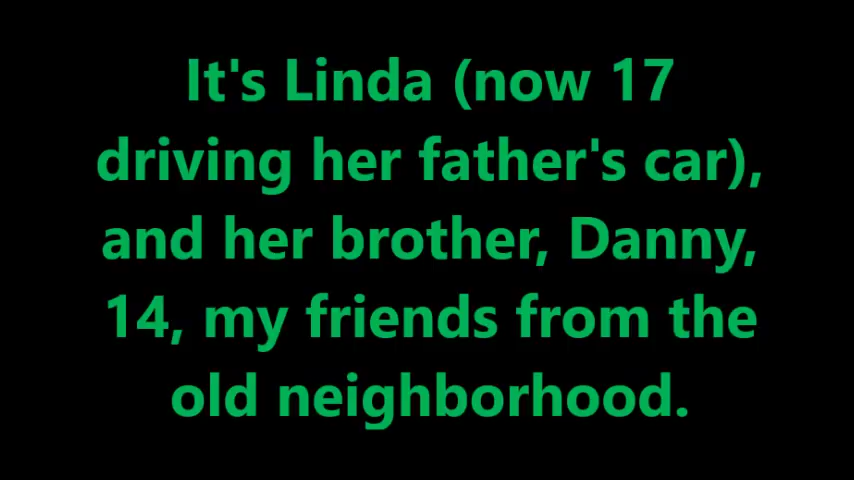 It's Linda (now 17
driving her father's car),
and her brother, Danny,
14, my friends from the
old neighborhood.